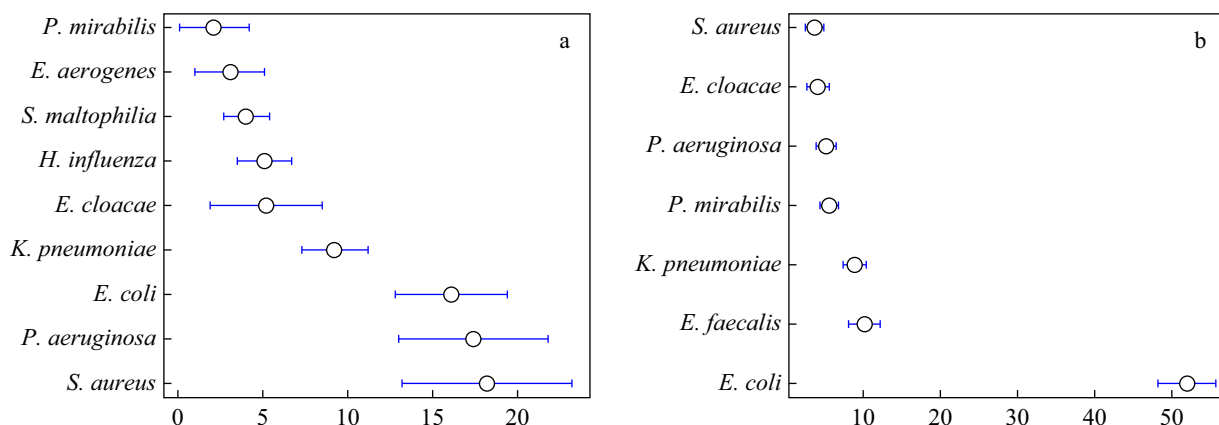 P. mirabilis
E. aerogenes
S. maltophilia
H. influenza
E. cloacae
K. pneumoniae
E. coli
P. aeruginosa
S. aureus
a
0 5 10 15 20
S. aureus
E. cloacae
P. aeruginosa
P. mirabilis
K. pneumoniae
E. faecalis
E. coli
b
10 20 30 40 50